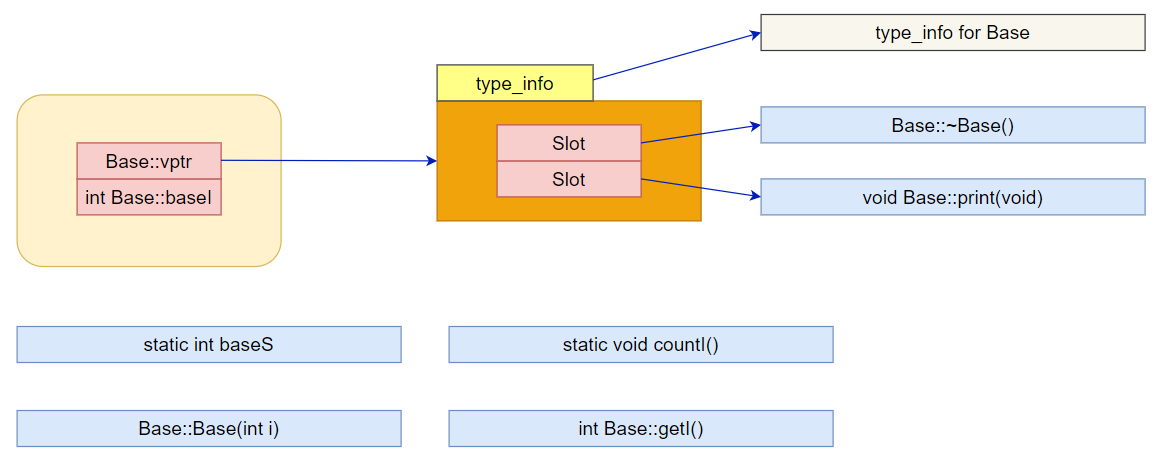 type_info for Base
type_info
Slot
Base::~Base()
Base::vptr
Slot
void Base::print(void)
int Base::baseI
static int baseS
static void countI()
Base::Base(int i)
int Base::getI()